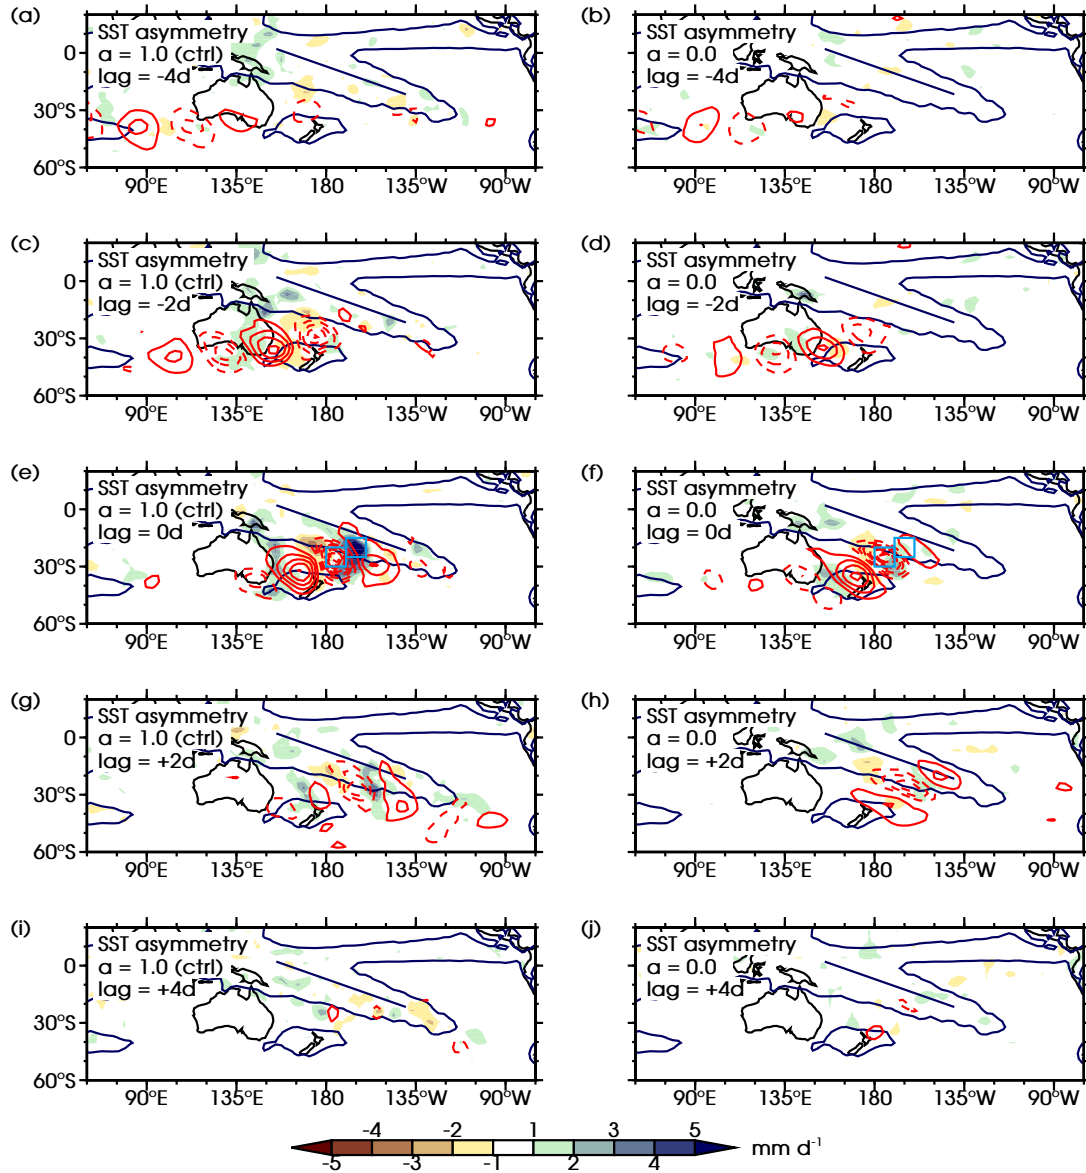 (a)
SST asymmetry
a = 1.0 (ctrl)
lag = -4d
0
30°S
60°S
90°E 135°E 180 135°W 90°W
(b)
SST asymmetry
a = 0.0
lag = -4d
90°E 135°E 180 135°W 90°W
(c)
SST asymmetry
a = 1.0 (ctrl)
lag = -2d
0
30°S
60°S
90°E 135°E 180 135°W 90°W
(d)
SST asymmetry
a = 0.0
lag = -2d
90°E 135°E 180 135°W 90°W
(e)
SST asymmetry
a = 1.0 (ctrl)
lag = 0d
0
30°S
60°S
90°E 135°E 180 135°W 90°W
(f)
SST asymmetry
a = 0.0
lag = 0d
90°E 135°E 180 135°W 90°W
(g)
SST asymmetry
a = 1.0 (ctrl)
lag = +2d
0
30°S
60°S
90°E 135°E 180 135°W 90°W
(h)
SST asymmetry
a = 0.0
lag = +2d
90°E 135°E 180 135°W 90°W
(i)
SST asymmetry
a = 1.0 (ctrl)
lag = +4d
0
30°S
60°S
90°E 135°E 180 135°W 90°W
(j)
SST asymmetry
a = 0.0
lag = +4d
90°E 135°E 180 135°W 90°W
-4 -2 1 3 5
mm d⁻¹
-5 -3 -1 2 4